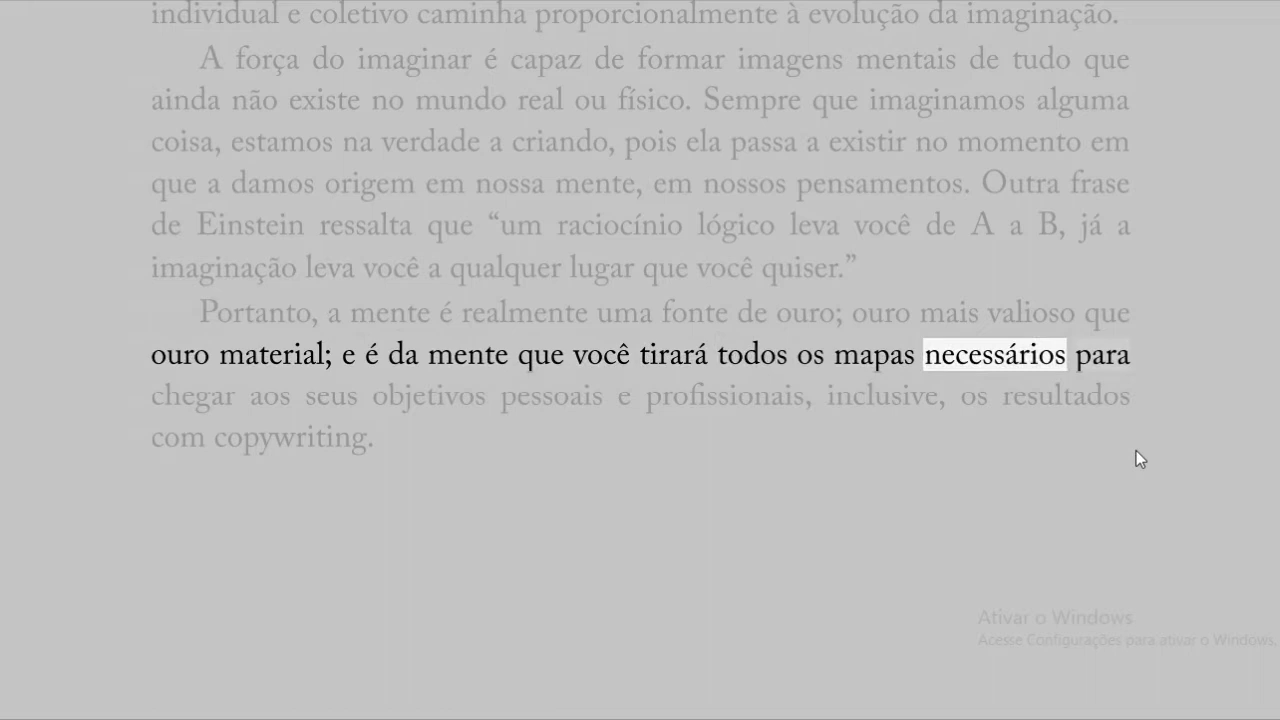 individual e coletivo caminha proporcionalmente à evolução da imaginação.
A força do imaginar é capaz de formar imagens mentais de tudo que
ainda não existe no mundo real ou físico. Sempre que imaginamos alguma
coisa, estamos na verdade a criando, pois ela passa a existir no momento em
que a damos origem em nossa mente, em nossos pensamentos. Outra frase
de Einstein ressalta que “um raciocínio lógico leva você de A a B, já a
imaginação leva você a qualquer lugar que você quiser.”
Portanto, a mente é realmente uma fonte de ouro; ouro mais valioso que
ouro material; e é da mente que você tirará todos os mapas necessários para
chegar aos seus objetivos pessoais e profissionais, inclusive, os resultados
com copywriting.
Ativar o Windows
Acesse Configurações para ativar o Windows.